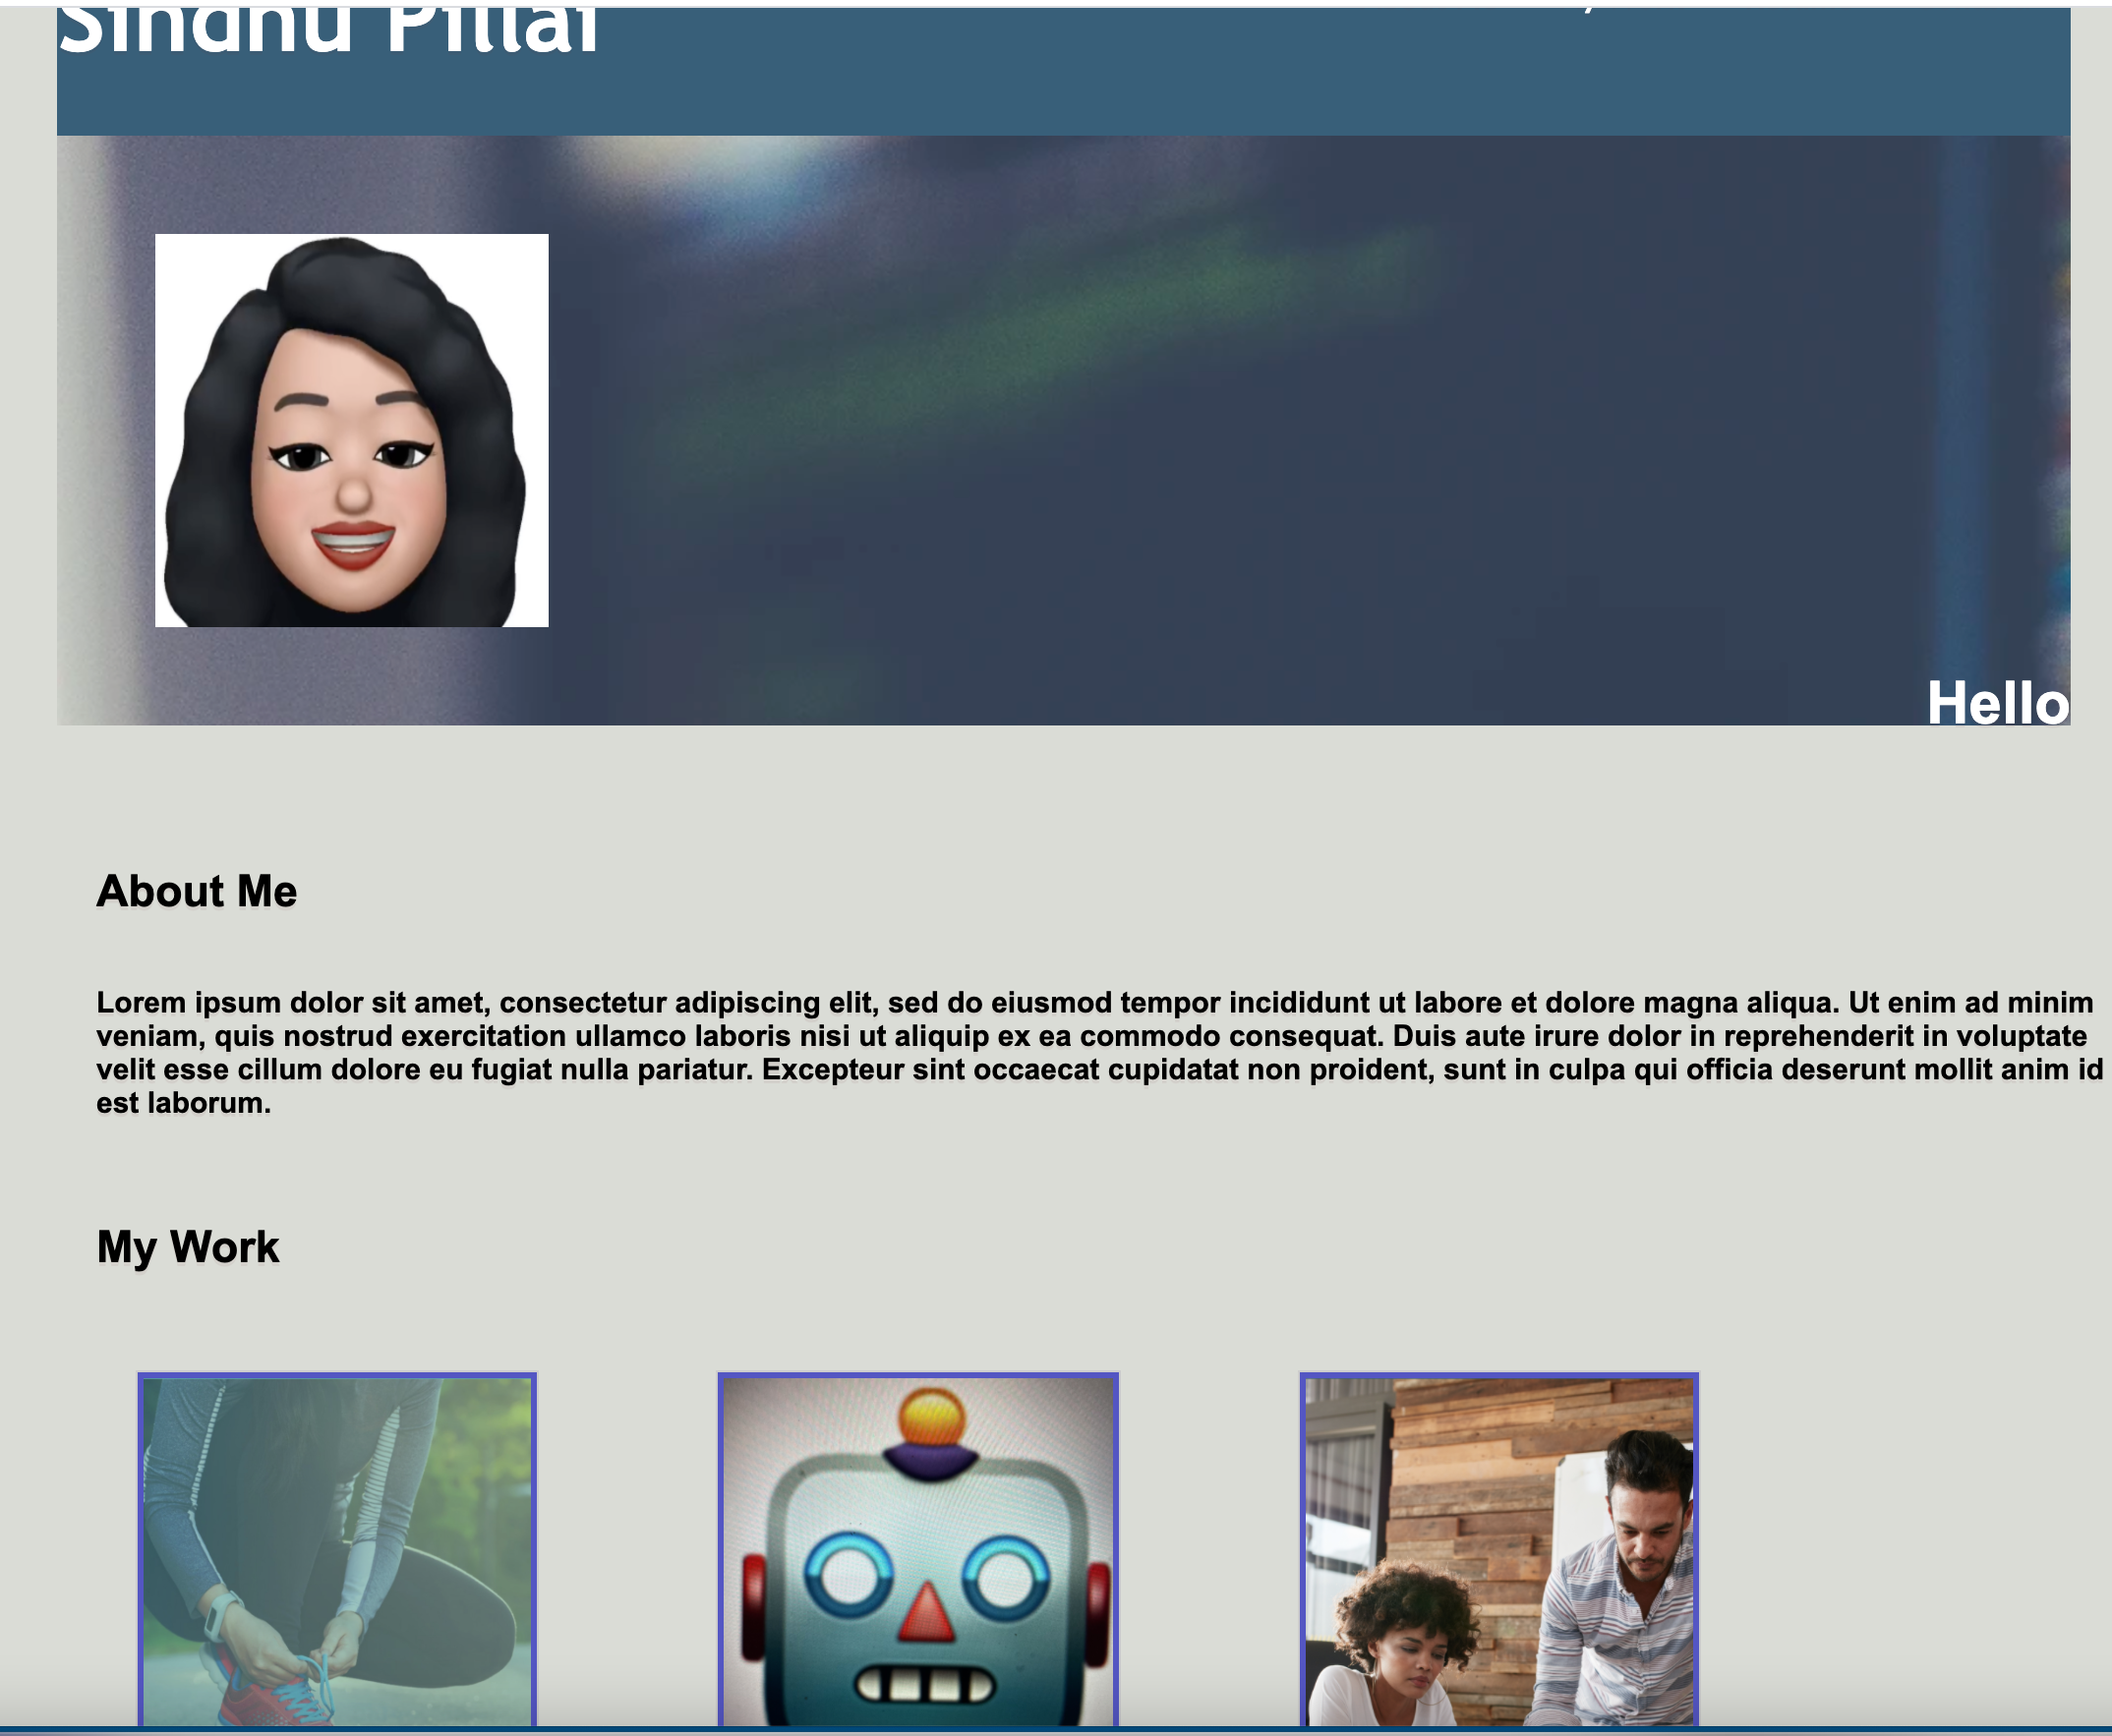 Sindhu Pillai
Hello
About Me
Lorem ipsum dolor sit amet, consectetur adipiscing elit, sed do eiusmod tempor incididunt ut labore et dolore magna aliqua. Ut enim ad minim
veniam, quis nostrud exercitation ullamco laboris nisi ut aliquip ex ea commodo consequat. Duis aute irure dolor in reprehenderit in voluptate
velit esse cillum dolore eu fugiat nulla pariatur. Excepteur sint occaecat cupidatat non proident, sunt in culpa qui officia deserunt mollit anim id
est laborum.
My Work